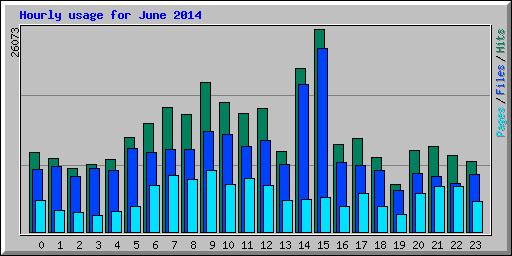 Hourly usage for June 2014
26073
Pages/Files/Hits
0 1 2 3 4 5 6 7 8 9 10 11 12 13 14 15 16 17 18 19 20 21 22 23